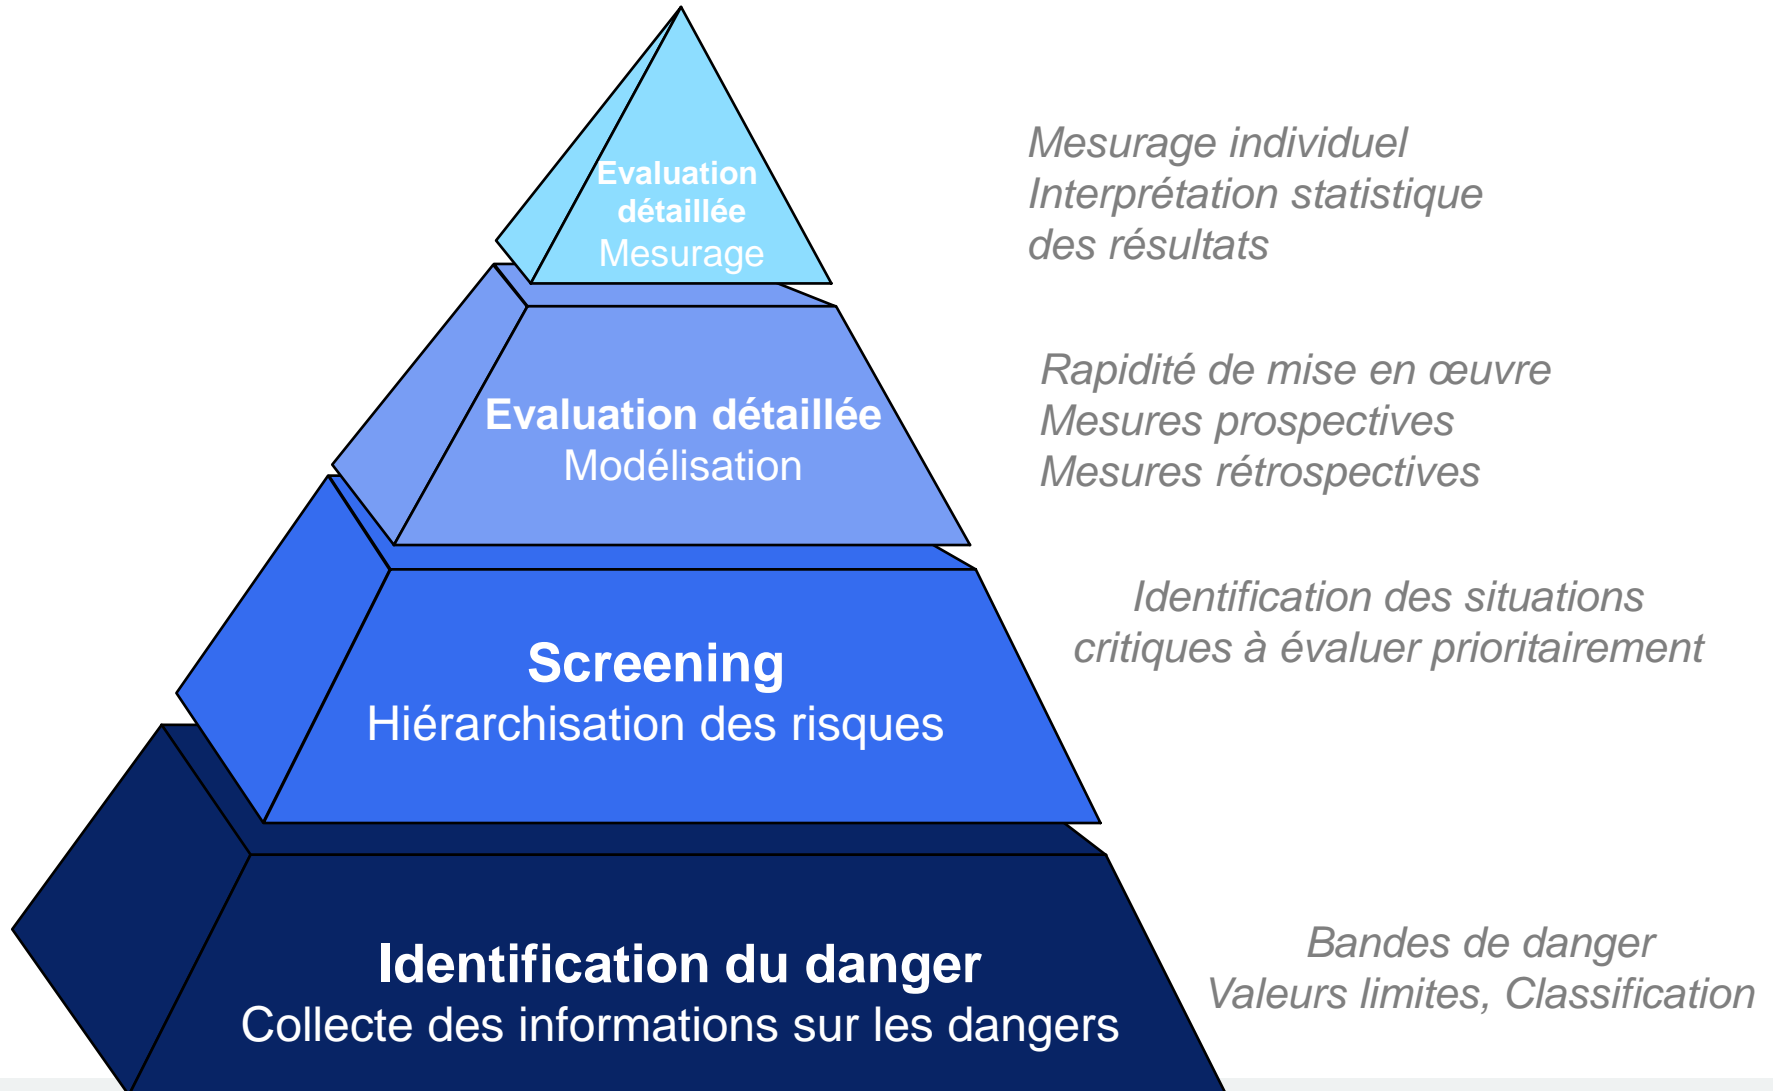 Evaluation
détaillée
Mesurage
Mesurage individuel
Interprétation statistique
des résultats
Evaluation détaillée
Modélisation
Rapidité de mise en œuvre
Mesures prospectives
Mesures rétrospectives
Screening
Hiérarchisation des risques
Identification des situations
critiques à évaluer prioritairement
Identification du danger
Collecte des informations sur les dangers
Bandes de danger
Valeurs limites, Classification